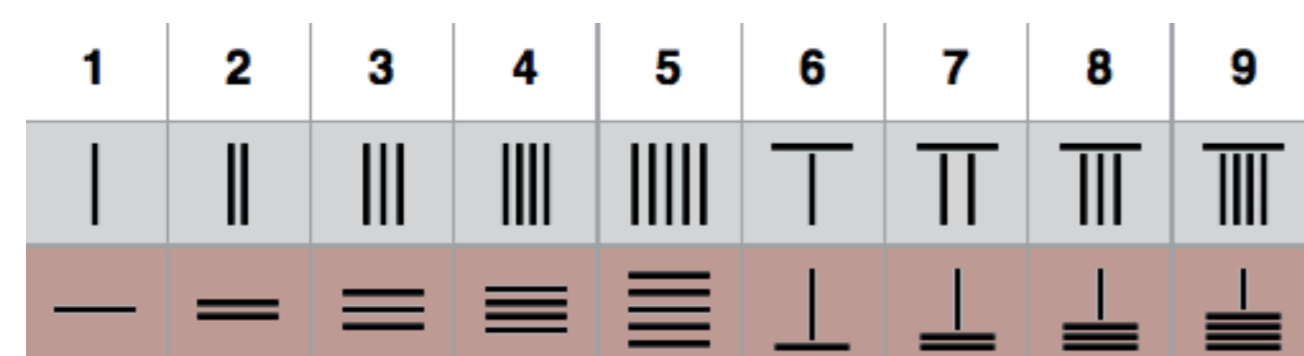 1 2 3 4 5 6 7 8 9
𝍩 𝍪 𝍫 𝍬 𝍭 𝍮 𝍯 𝍰 𝍱
𝍠 𝍡 𝍢 𝍣 𝍤 𝍥 𝍦 𝍧 𝍨